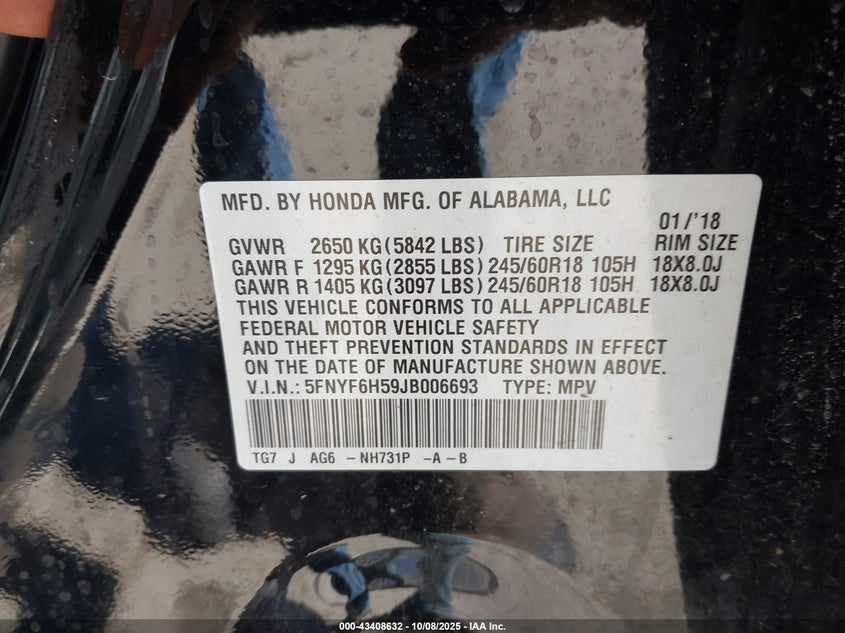 MFD. BY HONDA MFG. OF ALABAMA, LLC
01/'18
GVWR 2650 KG(5842 LBS) TIRE SIZE RIM SIZE
GAWR F 1295 KG(2855 LBS)245/60R18 105H 18X8.0J
GAWR R 1405 KG(3097 LBS)245/60R18 105H 18X8.0J
THIS VEHICLE CONFORMS TO ALL APPLICABLE
FEDERAL MOTOR VEHICLE SAFETY
AND THEFT PREVENTION STANDARDS IN EFFECT
ON THE DATE OF MANUFACTURE SHOWN ABOVE.
V.I.N.: 5FNYF6H59JB006693 TYPE: MPV
TG7 J AG6 -NH731P -A-B
000-43408632 - 10/08/2025 - IAA Inc.